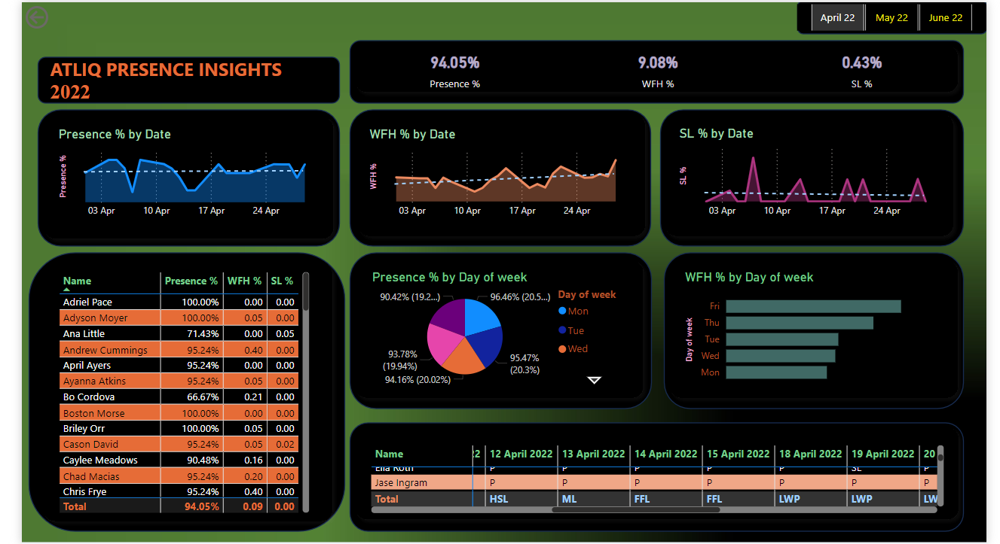 April 22 May 22 June 22
ATLIQ PRESENCE INSIGHTS
2022
94.05% 9.08% 0.43%
Presence % WFH % SL %
Presence % by Date
Presence %
03 Apr 10 Apr 17 Apr 24 Apr
WFH % by Date
WFH %
03 Apr 10 Apr 17 Apr 24 Apr
SL % by Date
SL %
03 Apr 10 Apr 17 Apr 24 Apr
Name Presence % WFH % SL %
Adriel Pace 100.00% 0.00 0.00
Adyson Moyer 100.00% 0.05 0.00
Ana Little 71.43% 0.00 0.05
Andrew Cummings 95.24% 0.40 0.00
April Ayers 95.24% 0.00 0.00
Ayanna Atkins 95.24% 0.05 0.00
Bo Cordova 66.67% 0.21 0.00
Boston Morse 100.00% 0.00 0.00
Briley Orr 100.00% 0.05 0.00
Cason David 95.24% 0.05 0.02
Caylee Meadows 90.48% 0.16 0.00
Chad Macias 95.24% 0.20 0.00
Chris Frye 95.24% 0.40 0.00
Total 94.05% 0.09 0.00
Presence % by Day of week
90.42% (19.2...) 96.46% (20.5...)
93.78%
(19.94%)
94.16% (20.02%)
95.47%
(20.3%)
Day of week
Mon
Tue
Wed
WFH % by Day of week
Day of week
Fri
Thu
Tue
Wed
Mon
Name 22 12 April 2022 13 April 2022 14 April 2022 15 April 2022 18 April 2022 19 April 2022 20
Ella Roth P P P P P SL P
Jase Ingram P P P P P P P
Total HSL ML FFL FFL LWP LWP LW